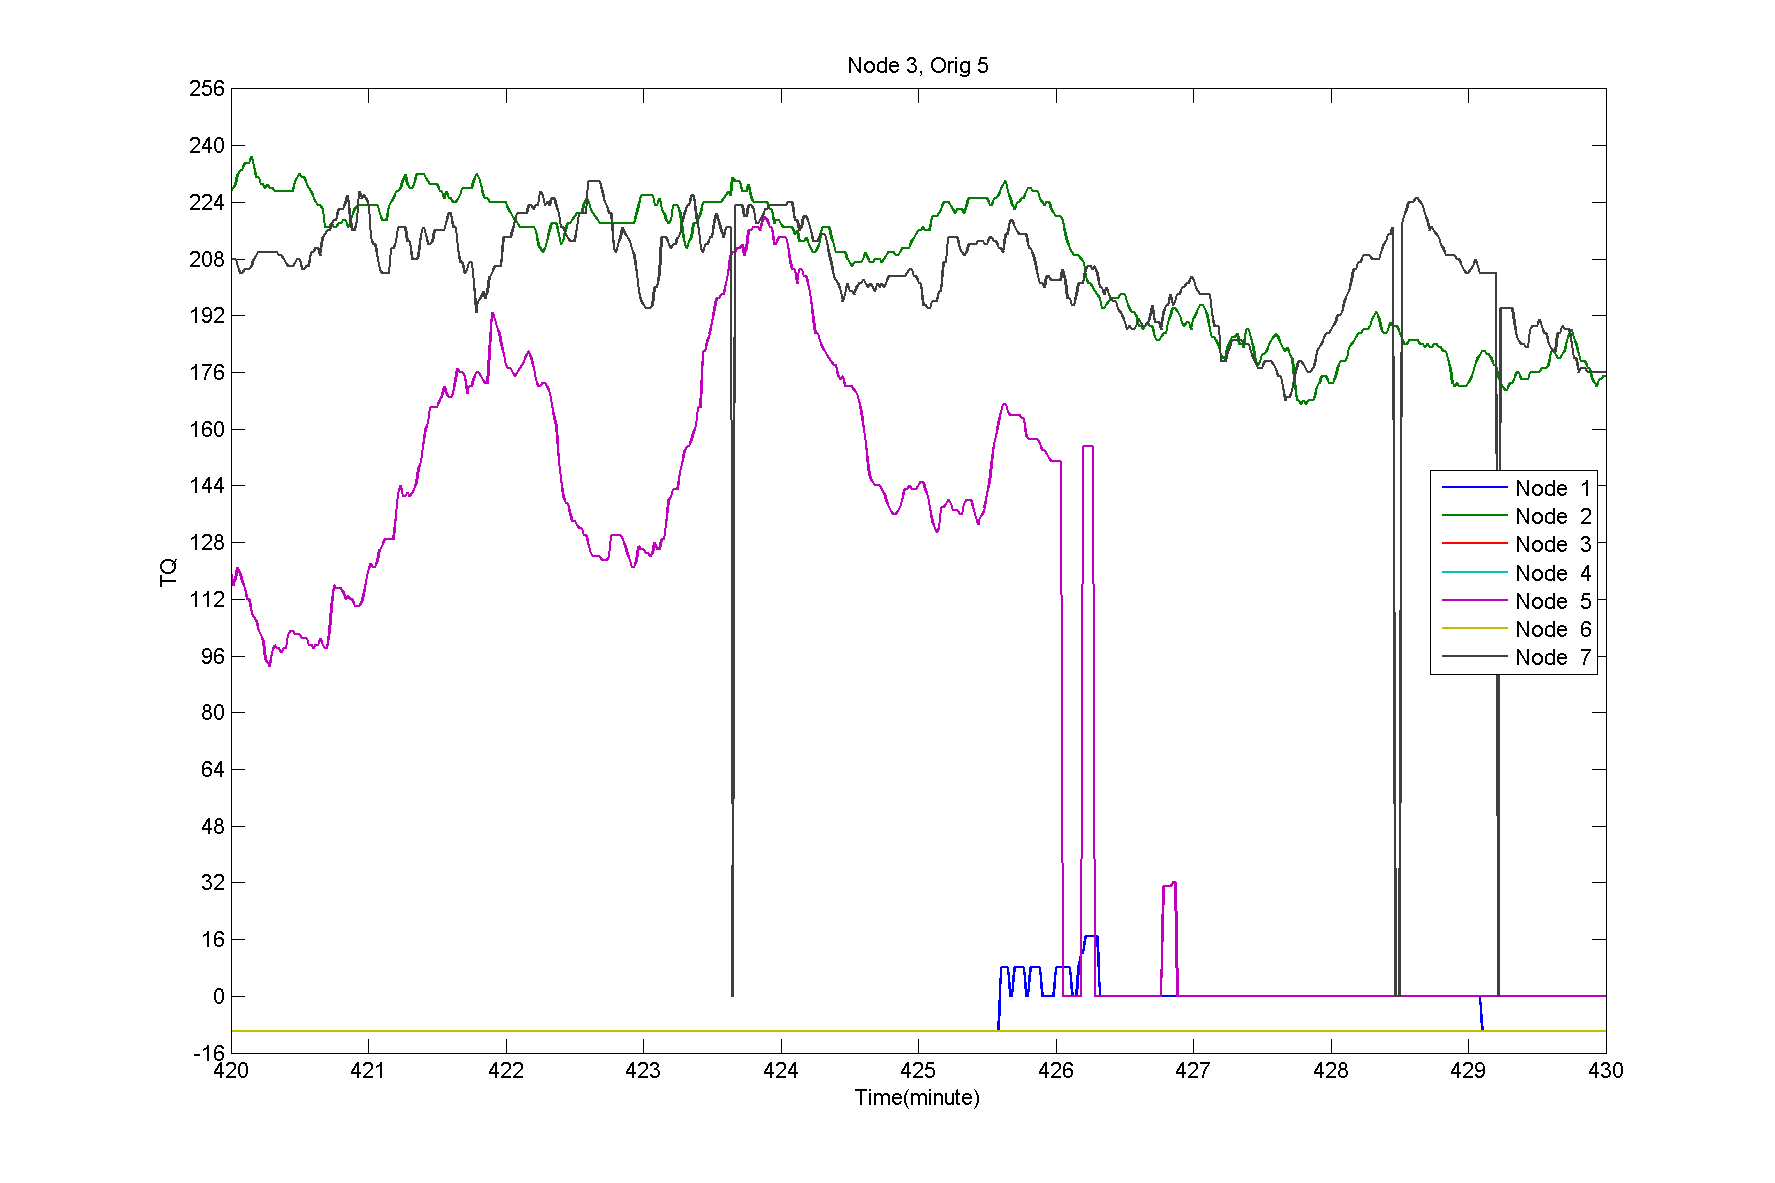 Node 3, Orig 5
256
240
224
208
192
176
160
144
128
112
96
80
64
48
32
16
0
-16
TQ
Node 1
Node 2
Node 3
Node 4
Node 5
Node 6
Node 7
420 421 422 423 424 425 426 427 428 429 430
Time(minute)